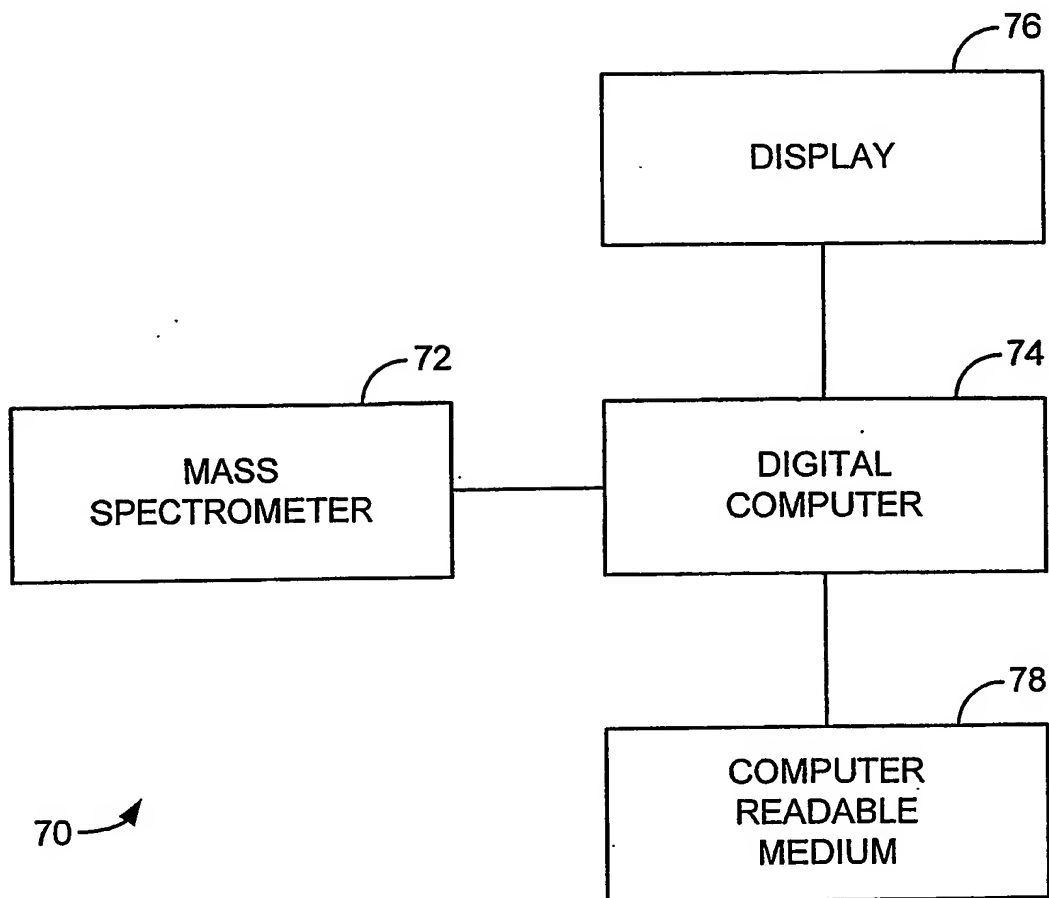 76
DISPLAY
72
74
MASS
SPECTROMETER
DIGITAL
COMPUTER
78
COMPUTER
READABLE
MEDIUM
70